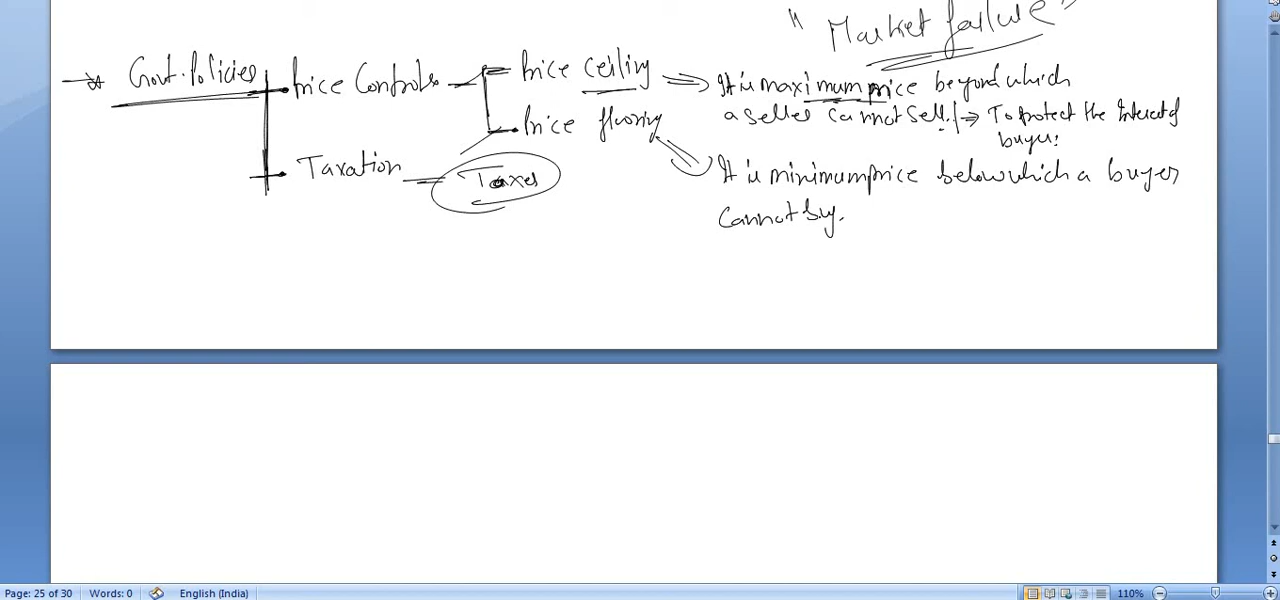 " Market failure "
Govt. Policies
Price Controls
Price ceiling
It is maximum price beyond which
a seller cannot sell. → To protect the Interest of
buyer.
Price flooring
It is minimum price below which a buyer
cannot buy.
Taxation
Taxes
Page: 25 of 30 Words: 0 English (India) 110%